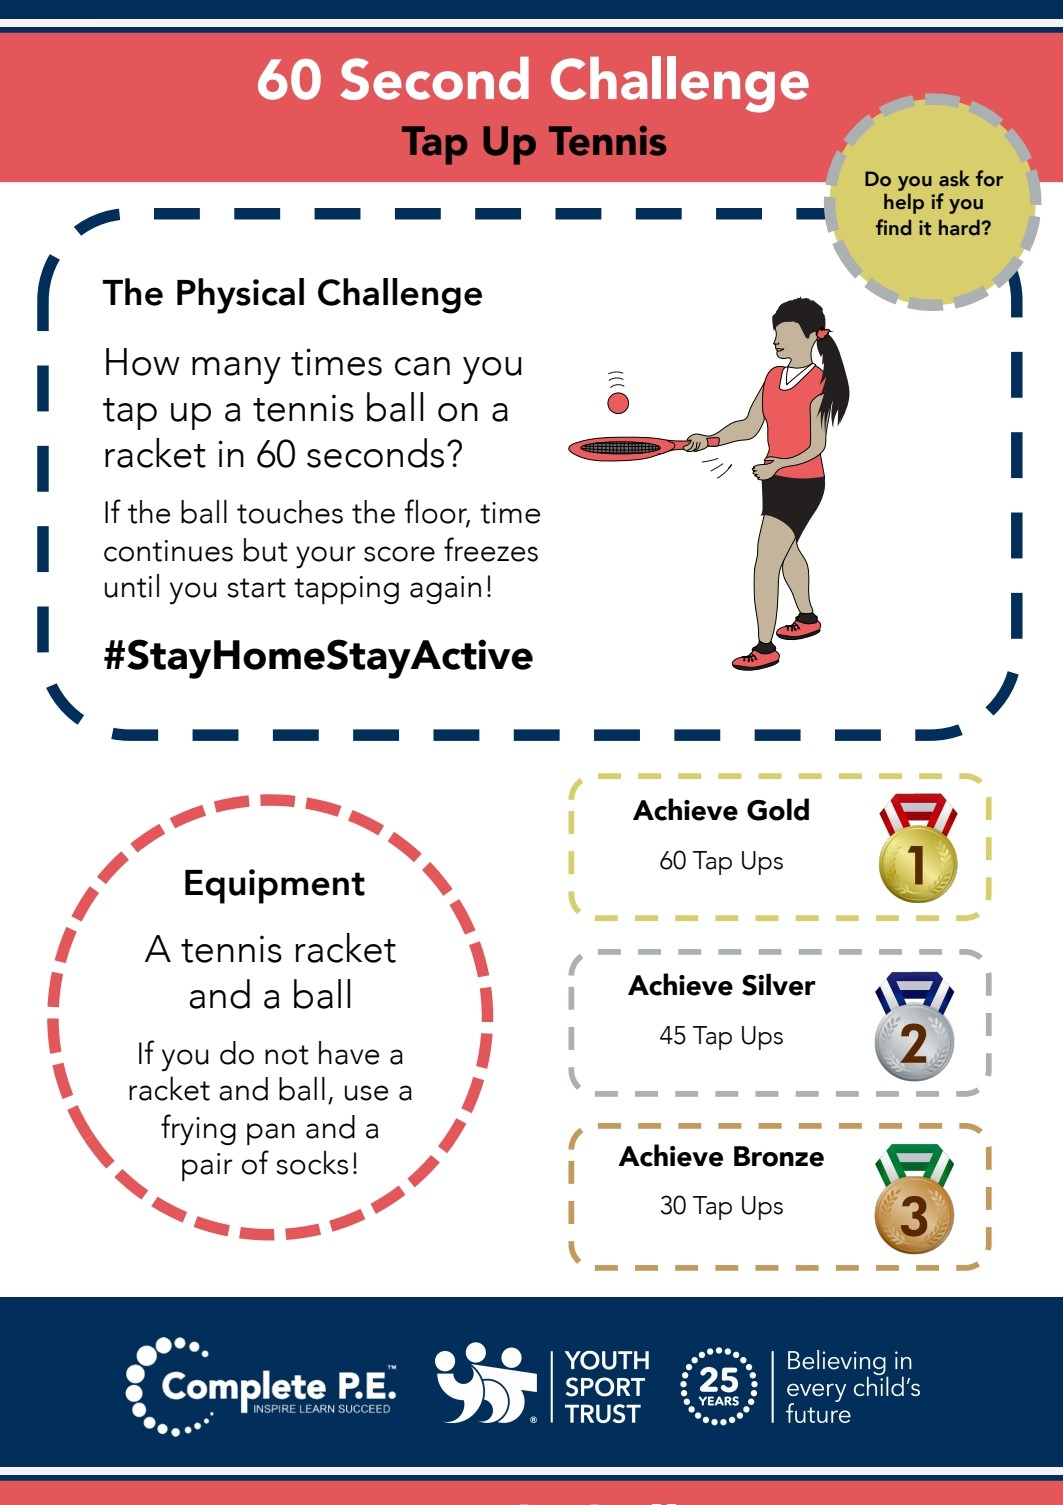 60 Second Challenge
Tap Up Tennis
Do you ask for
help if you
find it hard?
The Physical Challenge
How many times can you
tap up a tennis ball on a
racket in 60 seconds?
If the ball touches the floor, time
continues but your score freezes
until you start tapping again!
#StayHomeStayActive
Equipment
A tennis racket
and a ball
If you do not have a
racket and ball, use a
frying pan and a
pair of socks!
Achieve Gold
60 Tap Ups
1
Achieve Silver
45 Tap Ups
2
Achieve Bronze
30 Tap Ups
3
Complete P.E.™
INSPIRE LEARN SUCCEED
YOUTH
SPORT
TRUST
®
25
YEARS
Believing in
every child's
future